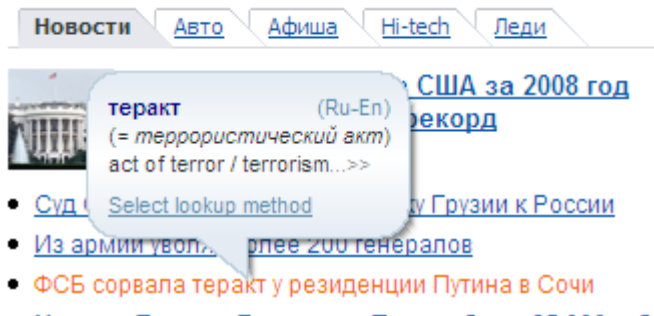 Новости Авто Афиша Hi-tech Леди
США за 2008 год
рекорд
теракт (Ru-En)
(= террористический акт)
act of terror / terrorism...>>
Select lookup method
Суд Грузии к России
Из армии более 200 генералов
ФСБ сорвала теракт у резиденции Путина в Сочи